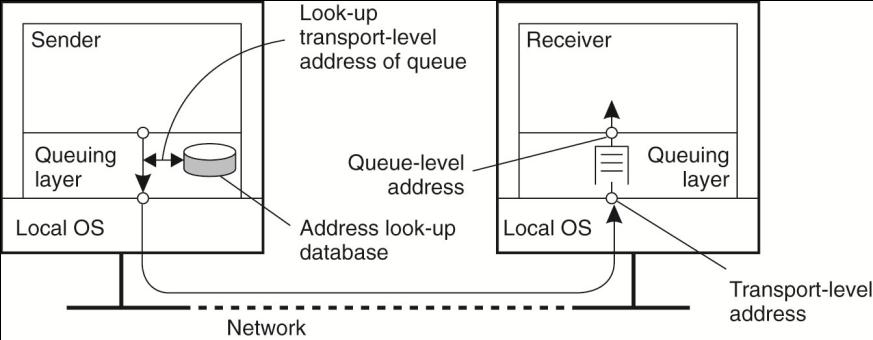 Look-up
transport-level
address of queue
Sender
Receiver
Queuing
layer
Queue-level
address
Queuing
layer
Local OS
Address look-up
database
Local OS
Transport-level
address
Network